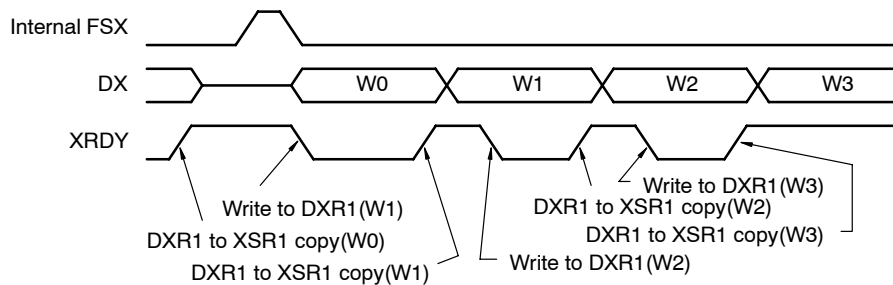 Internal FSX
DX W0 W1 W2 W3
XRDY
Write to DXR1(W3)
Write to DXR1(W1) DXR1 to XSR1 copy(W2)
DXR1 to XSR1 copy(W0) DXR1 to XSR1 copy(W3)
DXR1 to XSR1 copy(W1) Write to DXR1(W2)